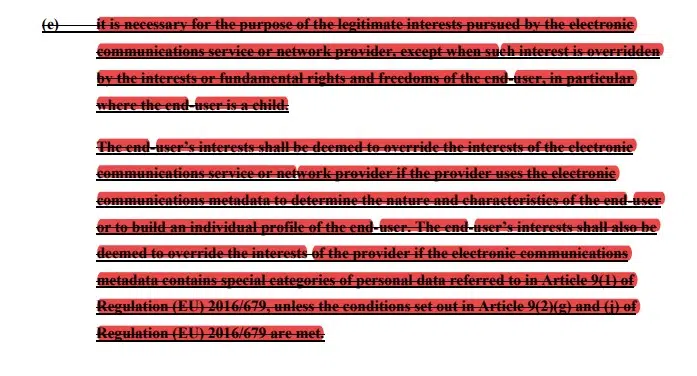 (e) it is necessary for the purpose of the legitimate interests pursued by the electronic
communications service or network provider, except when such interest is overridden
by the interests or fundamental rights and freedoms of the end-user, in particular
where the end-user is a child.
The end-user's interests shall be deemed to override the interests of the electronic
communications service or network provider if the provider uses the electronic
communications metadata to determine the nature and characteristics of the end-user
or to build an individual profile of the end-user. The end-user's interests shall also be
deemed to override the interests of the provider if the electronic communications
metadata contains special categories of personal data referred to in Article 9(1) of
Regulation (EU) 2016/679, unless the conditions set out in Article 9(2)(g) and (j) of
Regulation (EU) 2016/679 are met.